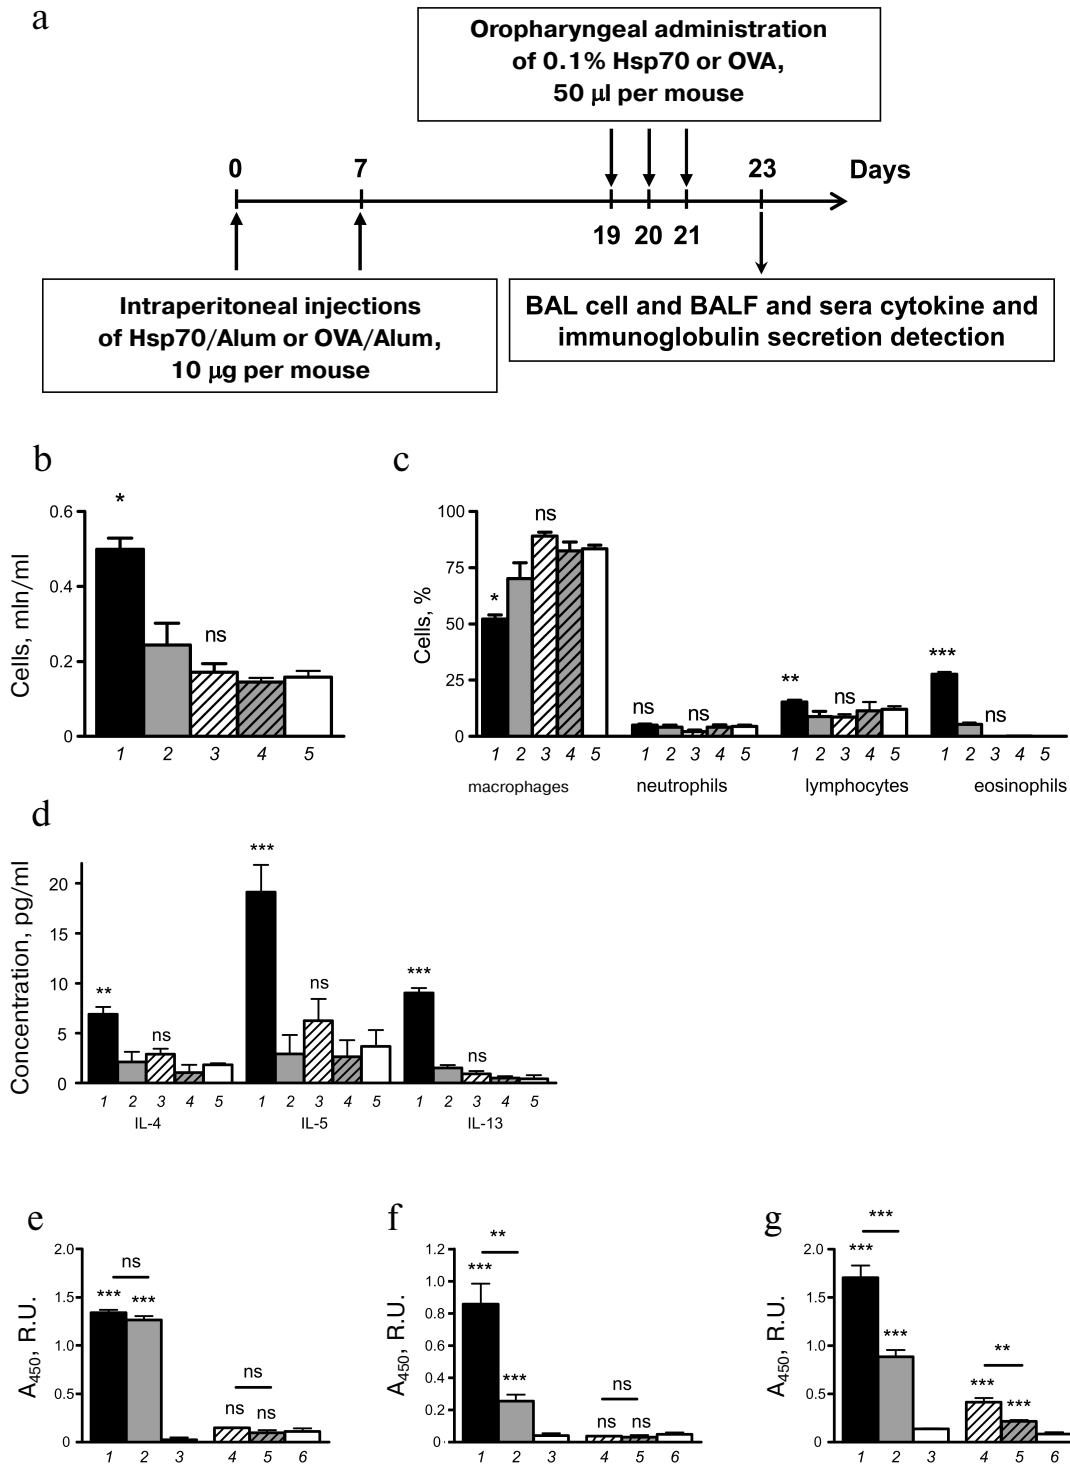 a
Oropharyngeal administration
of 0.1% Hsp70 or OVA,
50 μl per mouse
0 7 23 Days
19 20 21
Intraperitoneal injections
of Hsp70/Alum or OVA/Alum,
10 μg per mouse
BAL cell and BALF and sera cytokine and
immunoglobulin secretion detection
b
Cells, mln/ml
0.6
0.4
0.2
0
*
ns
1 2 3 4 5
c
Cells, %
100
75
50
25
0
*
ns
ns
ns
**
ns
***
ns
1 2 3 4 5 1 2 3 4 5 1 2 3 4 5 1 2 3 4 5
macrophages neutrophils lymphocytes eosinophils
d
Concentration, pg/ml
20
15
10
5
0
**
ns
***
ns
***
ns
1 2 3 4 5 1 2 3 4 5 1 2 3 4 5
IL-4 IL-5 IL-13
e
A450, R.U.
2.0
1.5
1.0
0.5
0
ns
*** ***
ns
ns ns
1 2 3 4 5 6
f
A450, R.U.
1.2
1.0
0.8
0.6
0.4
0.2
0
**
***
***
ns
ns ns
1 2 3 4 5 6
g
A450, R.U.
2.0
1.5
1.0
0.5
0
***
***
***
**
***
***
1 2 3 4 5 6